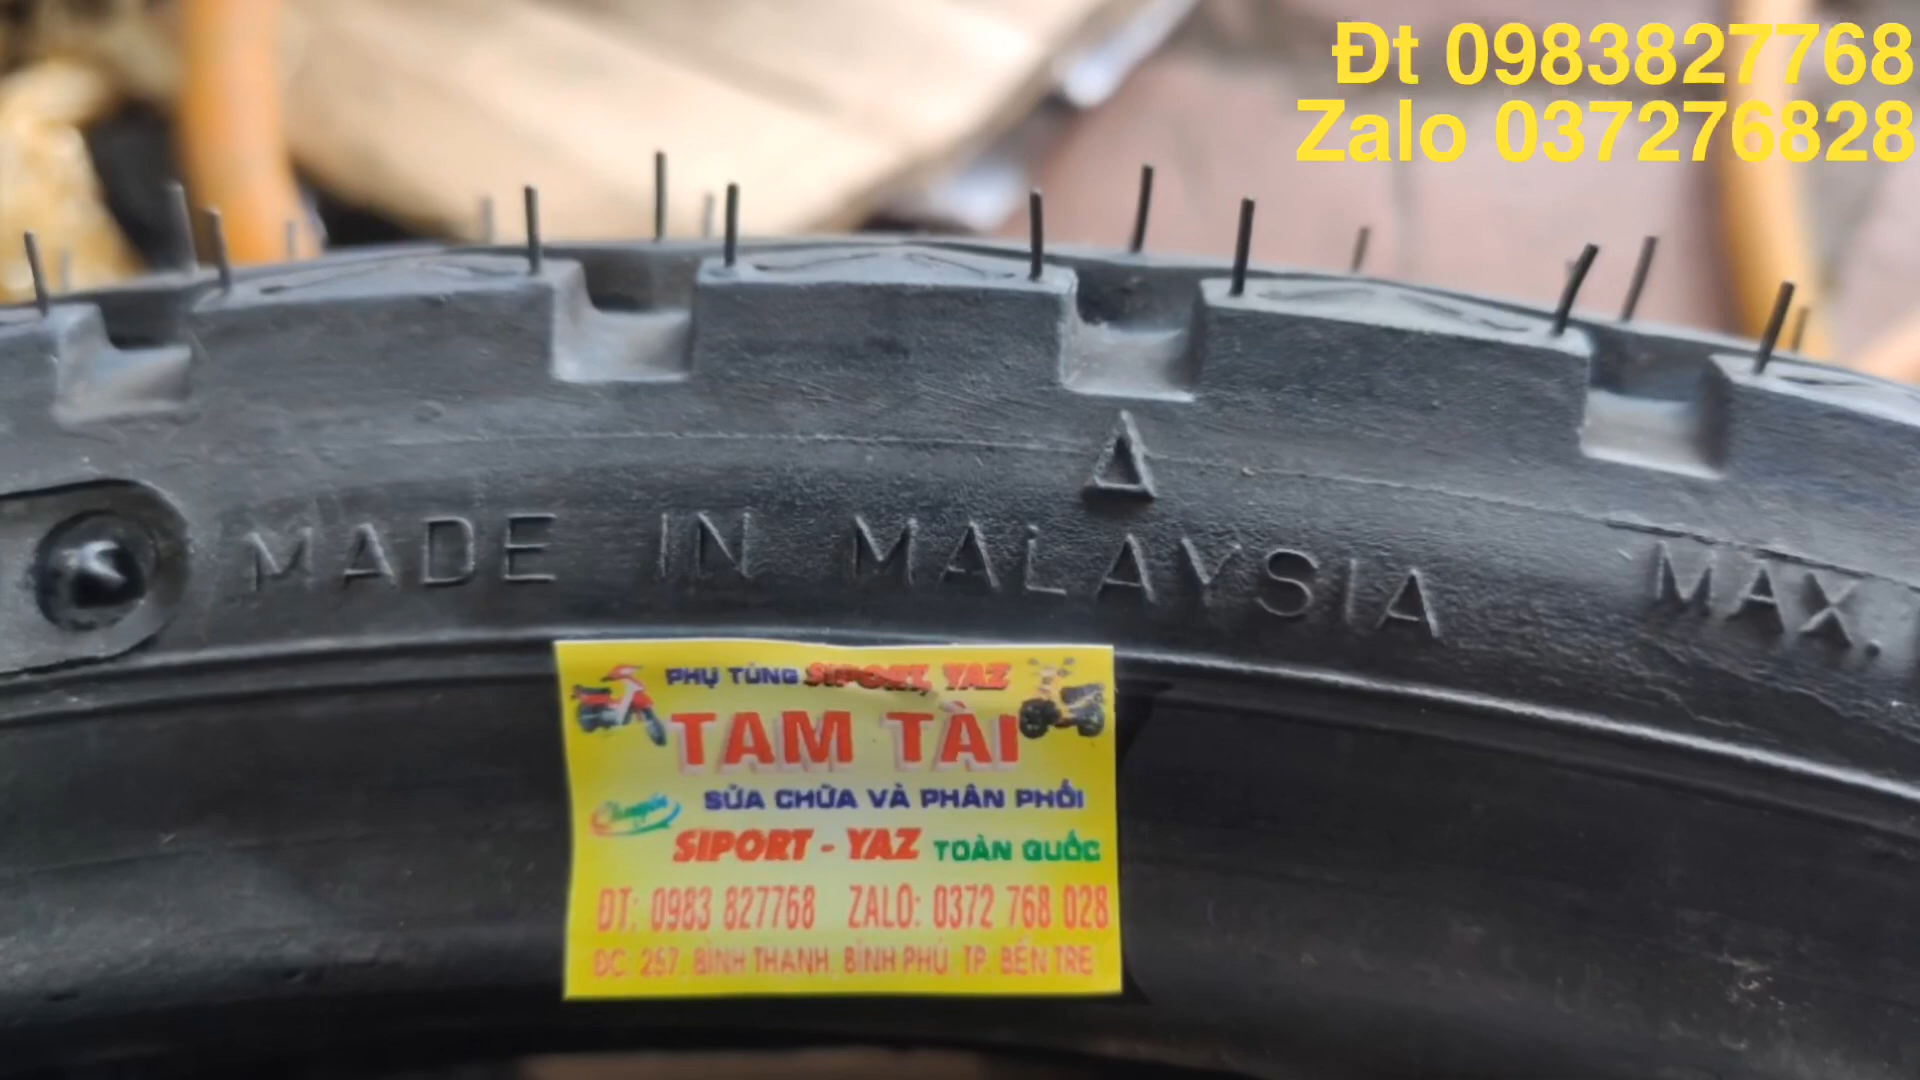 Đt 0983827768
Zalo 037276828
MADE IN MALAYSIA MAX.
PHỤ TÙNG SIPORT, YAZ
TAM TÀI
SỬA CHỮA VÀ PHÂN PHỐI
SIPORT - YAZ TOÀN QUỐC
ĐT: 0983 827768 ZALO: 0372 768 028
ĐC: 257, BÌNH THANH, BÌNH PHÚ, TP. BẾN TRE